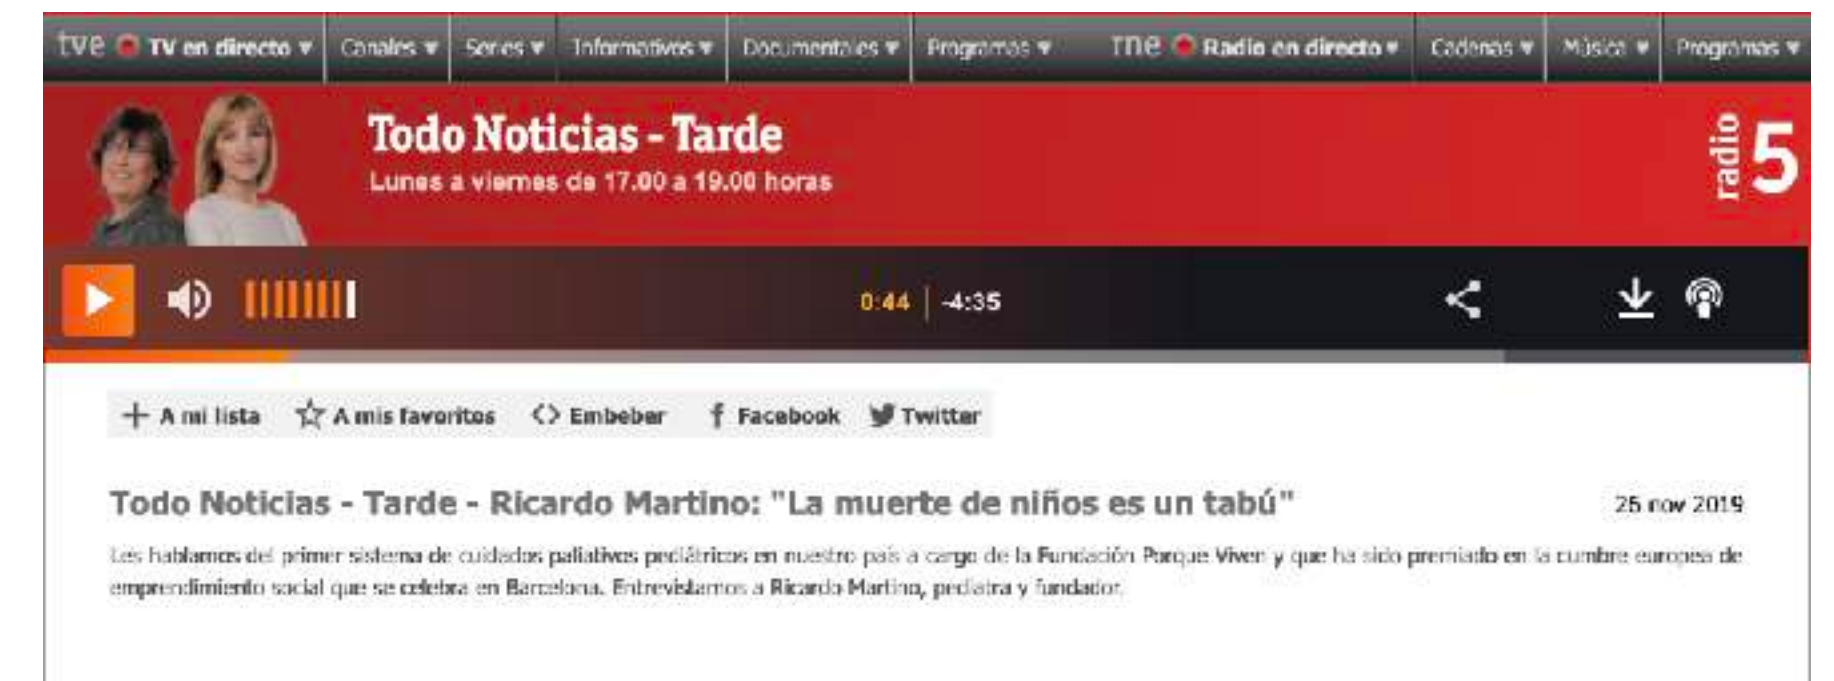 tve TV en directo Canales Series Informativos Documentales Programas rne Radio en directo Cadenas Música Programas
Todo Noticias - Tarde
Lunes a viernes de 17.00 a 19.00 horas
radio 5
0:44 | -4:35
A mi lista A mis favoritos Embeber Facebook Twitter
Todo Noticias - Tarde - Ricardo Martino: "La muerte de niños es un tabú" 25 nov 2019
Les hablamos del primer sistema de cuidados paliativos pediátricos en nuestro país a cargo de la Fundación Porque Viven y que ha sido premiado en la cumbre europea de
emprendimiento social que se celebra en Barcelona. Entrevistamos a Ricardo Martino, pediatra y fundador.